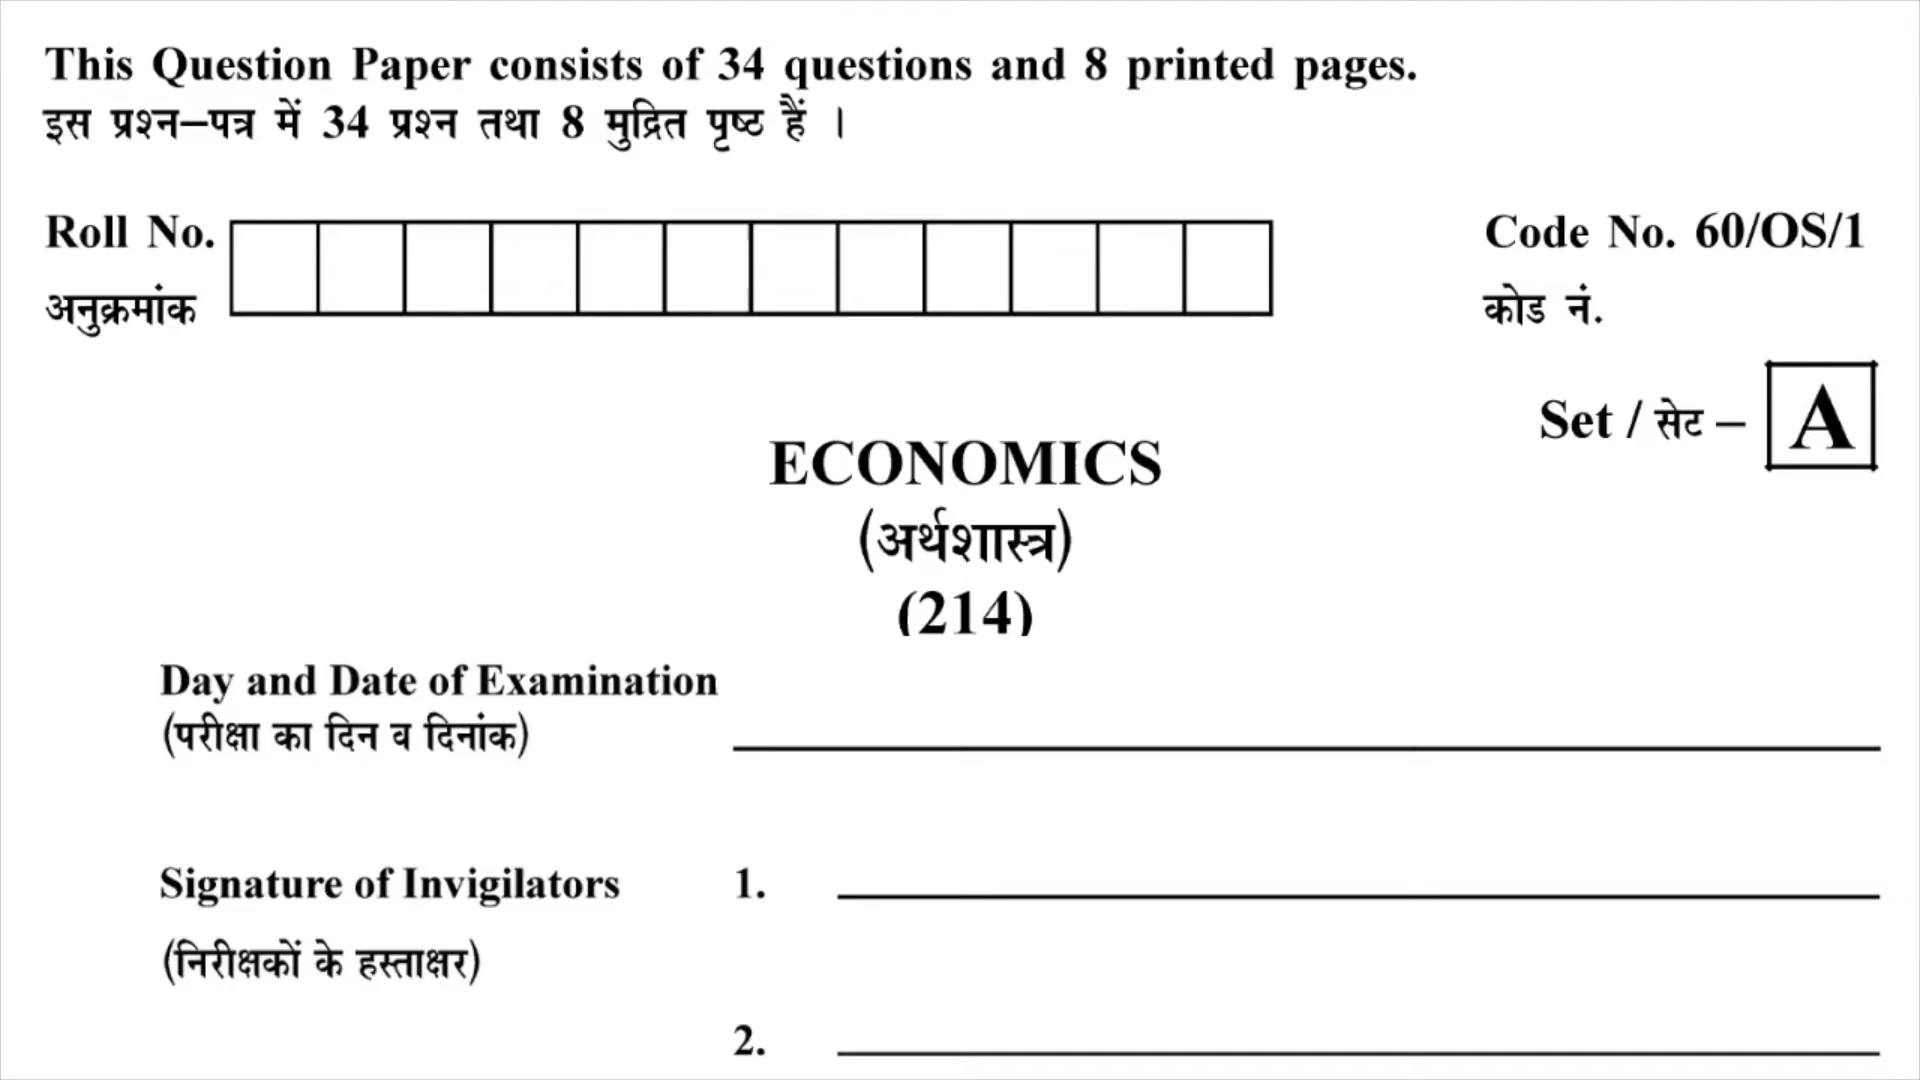 This Question Paper consists of 34 questions and 8 printed pages.
इस प्रश्न–पत्र में 34 प्रश्न तथा 8 मुद्रित पृष्ठ हैं ।
Roll No.
अनुक्रमांक
Code No. 60/OS/1
कोड नं.
Set / सेट – A
ECONOMICS
(अर्थशास्त्र)
(214)
Day and Date of Examination
(परीक्षा का दिन व दिनांक)
Signature of Invigilators 1.
(निरीक्षकों के हस्ताक्षर)
2.